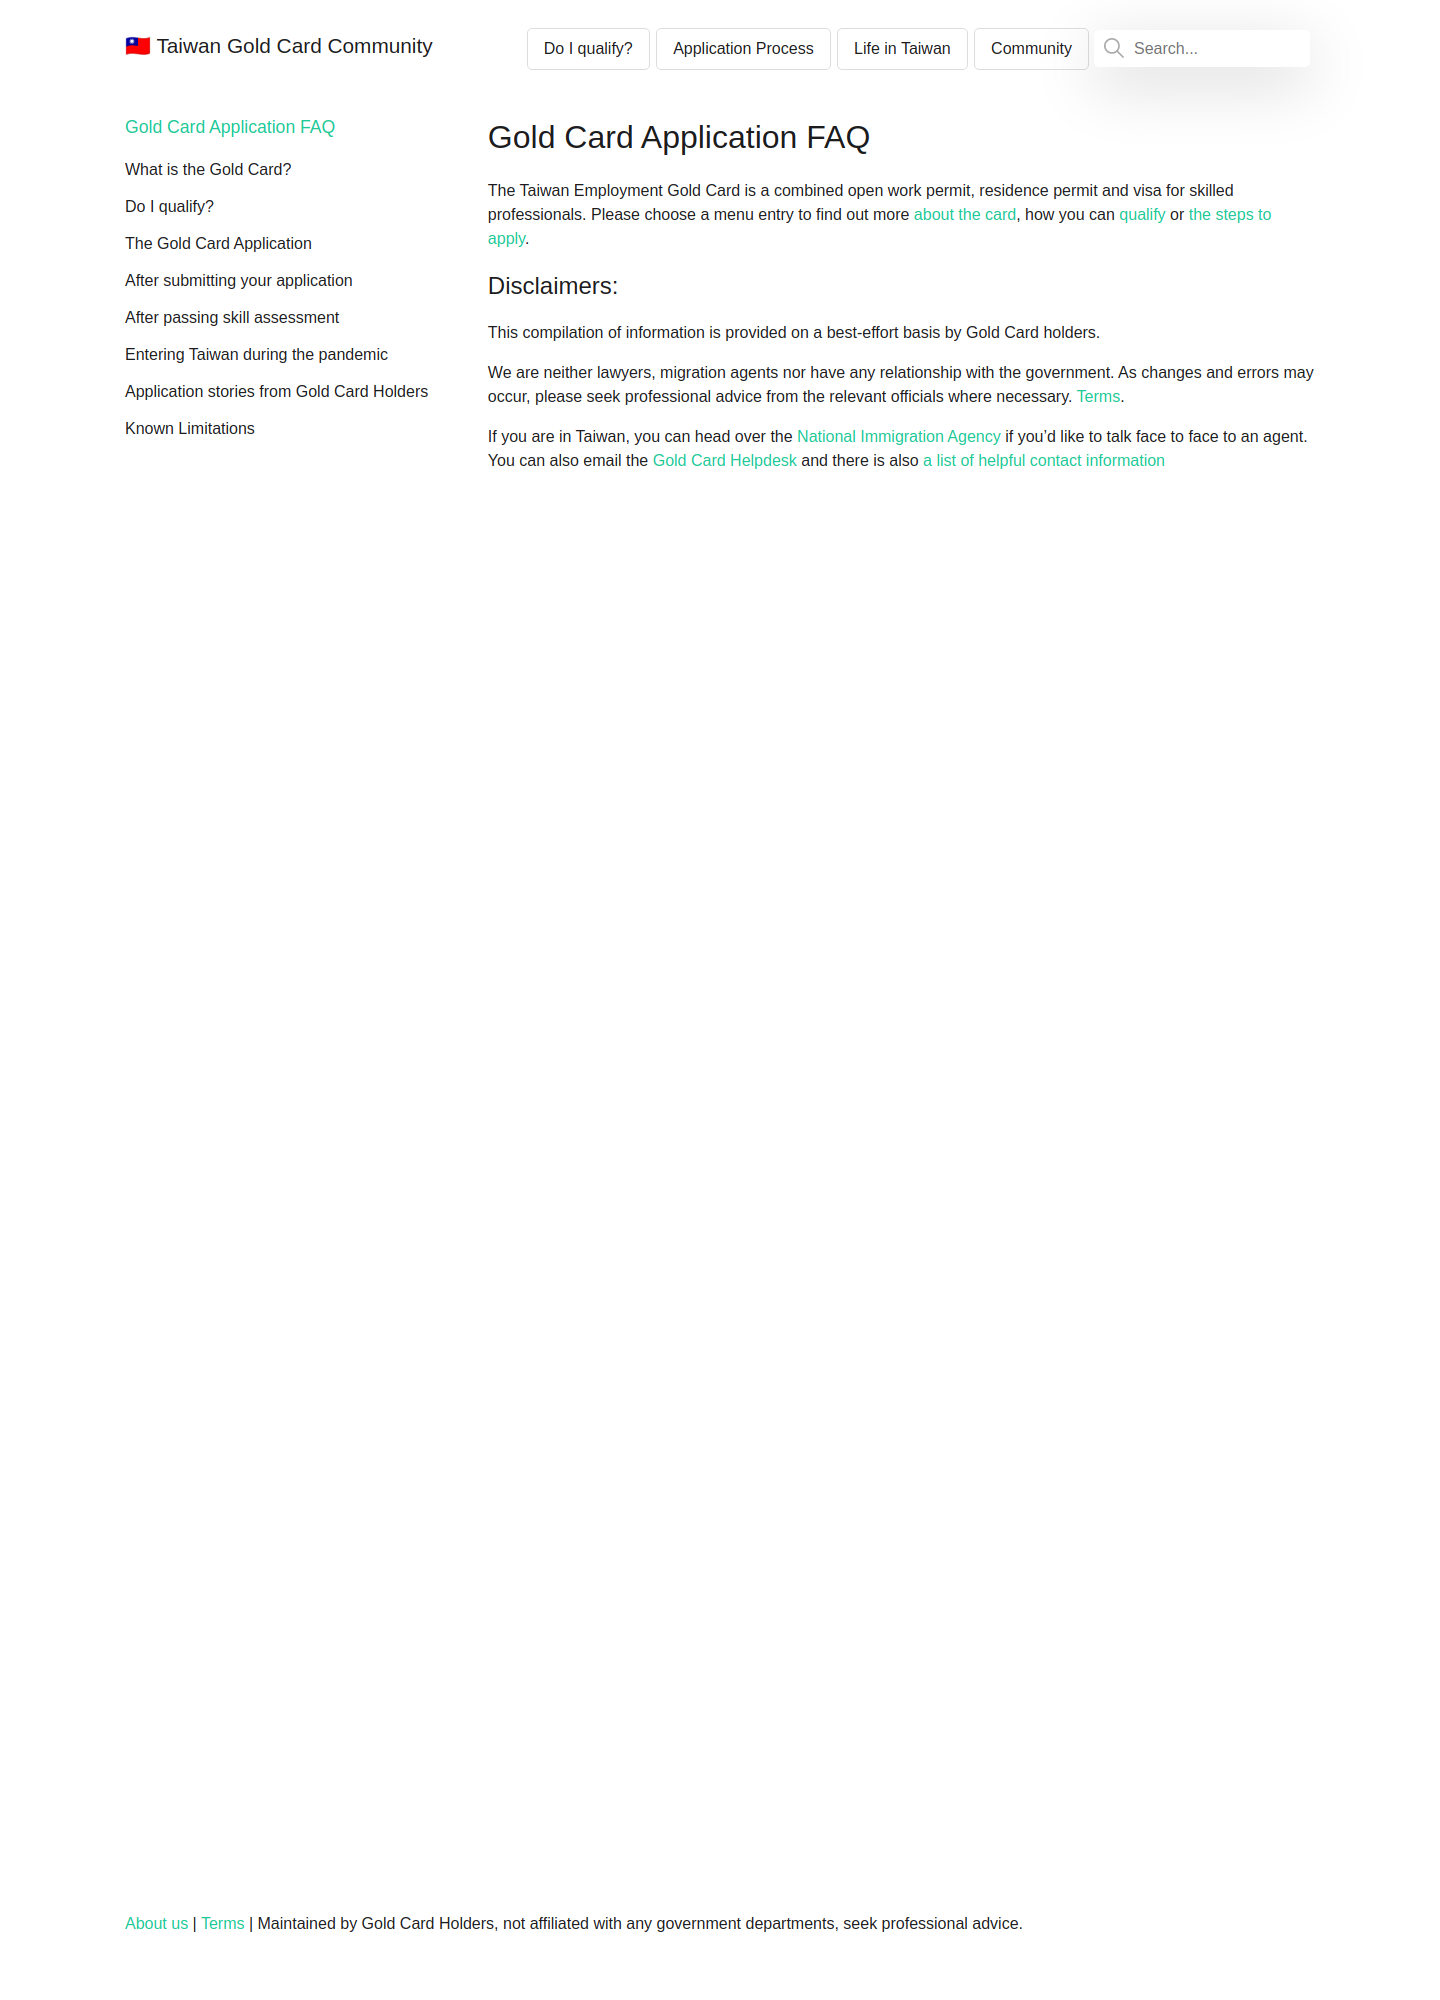 🇹🇼 Taiwan Gold Card Community
Do I qualify?
Application Process
Life in Taiwan
Community
Search...
Gold Card Application FAQ
What is the Gold Card?
Do I qualify?
The Gold Card Application
After submitting your application
After passing skill assessment
Entering Taiwan during the pandemic
Application stories from Gold Card Holders
Known Limitations
Gold Card Application FAQ
The Taiwan Employment Gold Card is a combined open work permit, residence permit and visa for skilled
professionals. Please choose a menu entry to find out more about the card, how you can qualify or the steps to
apply.
Disclaimers:
This compilation of information is provided on a best-effort basis by Gold Card holders.
We are neither lawyers, migration agents nor have any relationship with the government. As changes and errors may
occur, please seek professional advice from the relevant officials where necessary. Terms.
If you are in Taiwan, you can head over the National Immigration Agency if you’d like to talk face to face to an agent.
You can also email the Gold Card Helpdesk and there is also a list of helpful contact information
About us | Terms | Maintained by Gold Card Holders, not affiliated with any government departments, seek professional advice.